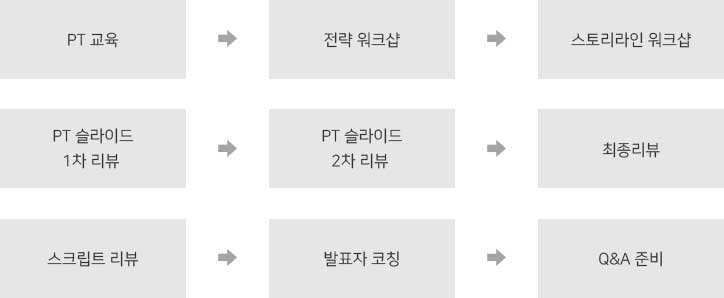 PT 교육
전략 워크샵
스토리라인 워크샵
PT 슬라이드
1차 리뷰
PT 슬라이드
2차 리뷰
최종리뷰
스크립트 리뷰
발표자 코칭
Q&A 준비